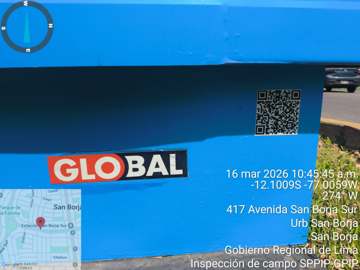 GLOBAL
16 mar 2026 10:45:45 a.m.
-12.1009S -77.0059W
274° W
417 Avenida San Borja Sur
Urb San Borja
San Borja
Gobierno Regional de Lima
Inspección de campo SPPIP GPIP
San Borja